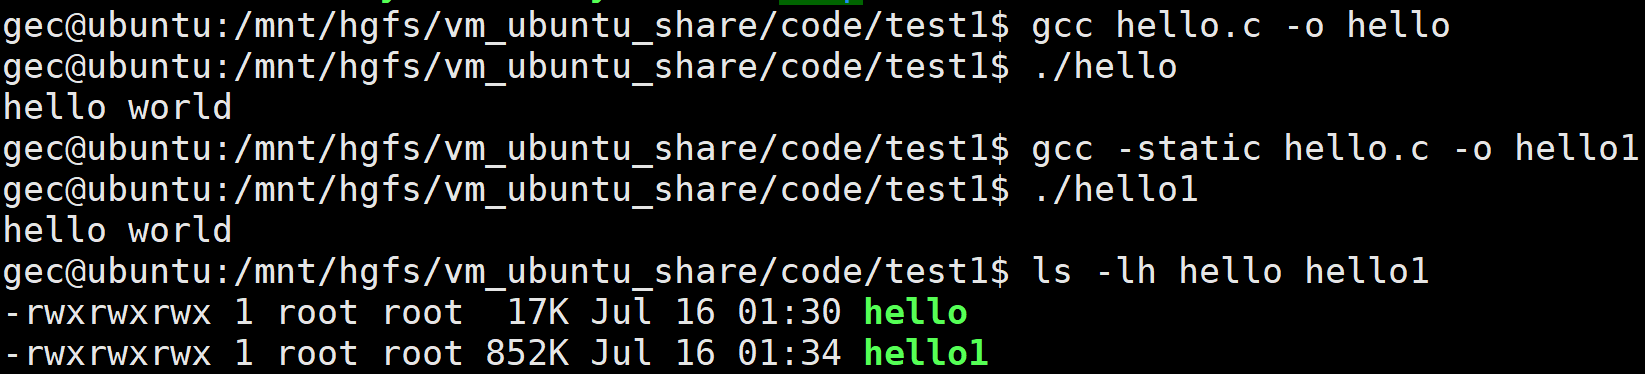 gec@ubuntu:/mnt/hgfs/vm_ubuntu_share/code/test1$ gcc hello.c -o hello
gec@ubuntu:/mnt/hgfs/vm_ubuntu_share/code/test1$ ./hello
hello world
gec@ubuntu:/mnt/hgfs/vm_ubuntu_share/code/test1$ gcc -static hello.c -o hello1
gec@ubuntu:/mnt/hgfs/vm_ubuntu_share/code/test1$ ./hello1
hello world
gec@ubuntu:/mnt/hgfs/vm_ubuntu_share/code/test1$ ls -lh hello hello1
-rwxrwxrwx 1 root root  17K Jul 16 01:30 hello
-rwxrwxrwx 1 root root 852K Jul 16 01:34 hello1